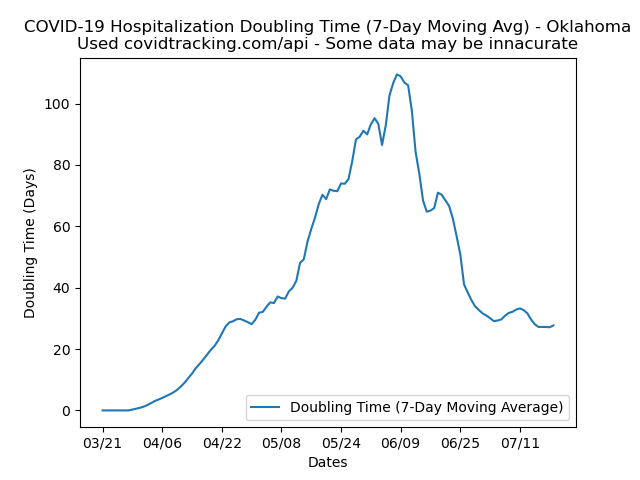 COVID-19 Hospitalization Doubling Time (7-Day Moving Avg) - Oklahoma
Used covidtracking.com/api - Some data may be innacurate
Doubling Time (Days)
100
80
60
40
20
0
Doubling Time (7-Day Moving Average)
03/21 04/06 04/22 05/08 05/24 06/09 06/25 07/11
Dates